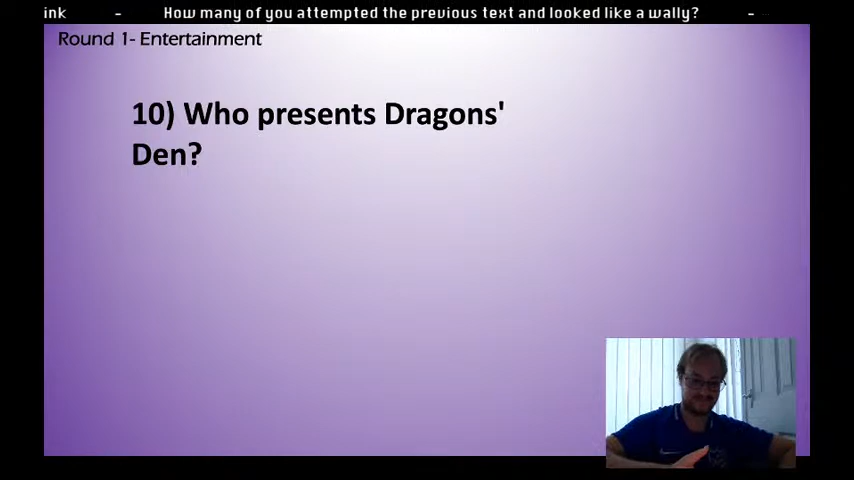 ink - How many of you attempted the previous text and looked like a wally? -
Round 1- Entertainment
10) Who presents Dragons'
Den?